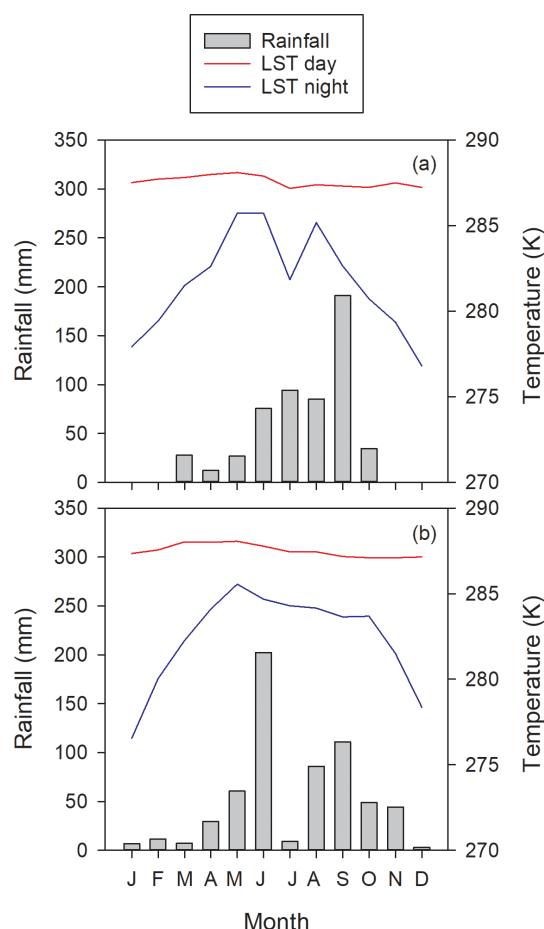 Rainfall
LST day
LST night
350
300
250
200
150
100
50
0
Rainfall (mm)
(a)
290
285
280
275
270
Temperature (K)
350
300
250
200
150
100
50
0
Rainfall (mm)
(b)
290
285
280
275
270
Temperature (K)
J F M A M J J A S O N D
Month